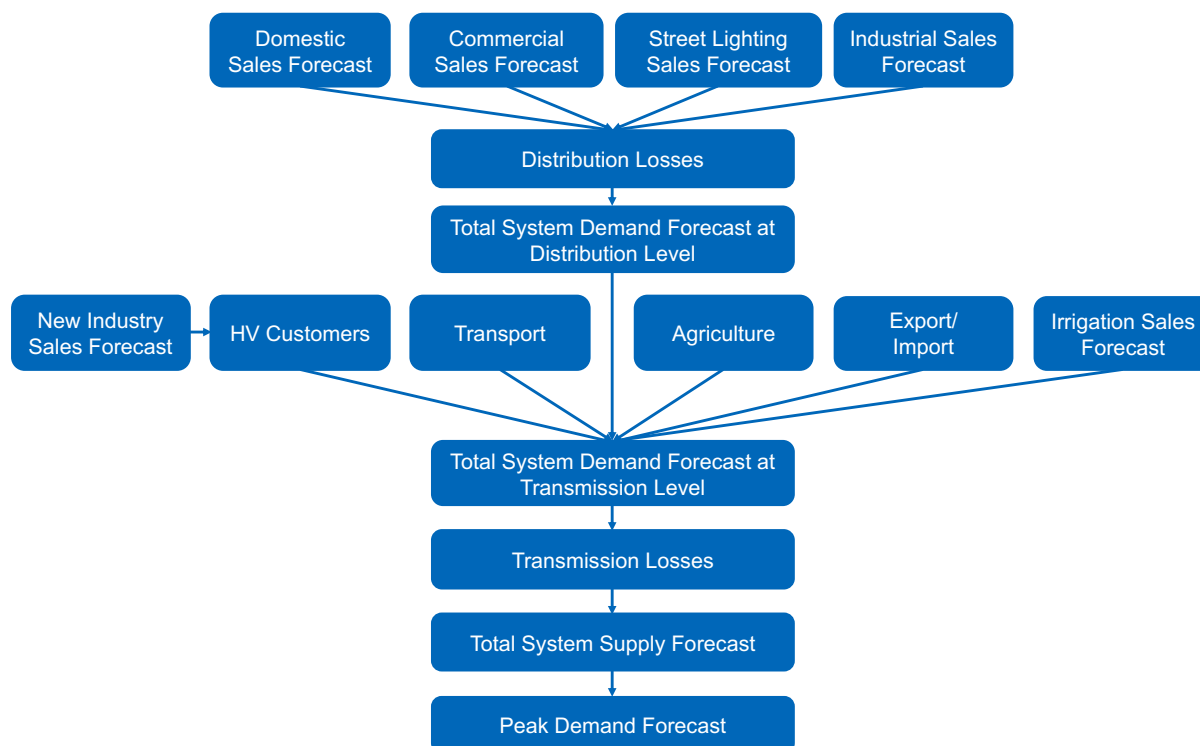 Domestic
Sales Forecast
Commercial
Sales Forecast
Street Lighting
Sales Forecast
Industrial Sales
Forecast
Distribution Losses
Total System Demand Forecast at
Distribution Level
New Industry
Sales Forecast
HV Customers
Transport
Agriculture
Export/
Import
Irrigation Sales
Forecast
Total System Demand Forecast at
Transmission Level
Transmission Losses
Total System Supply Forecast
Peak Demand Forecast